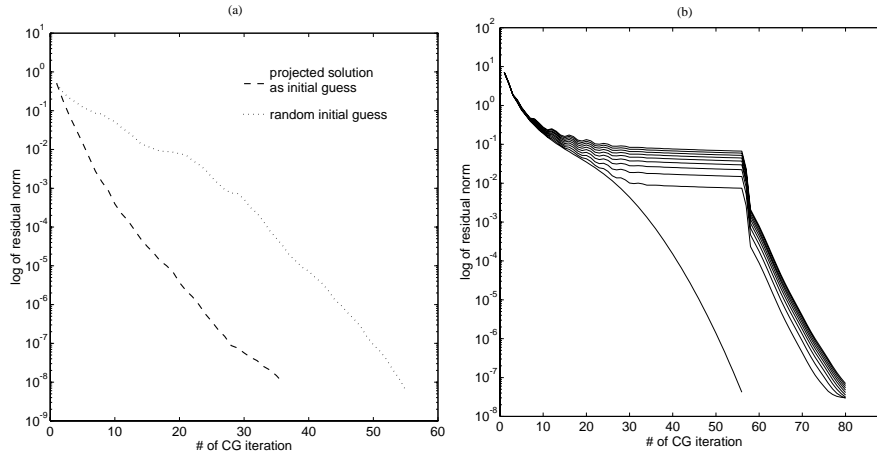 (a)
10^1
10^0
10^-1
10^-2
10^-3
10^-4
10^-5
10^-6
10^-7
10^-8
10^-9
log of residual norm
projected solution
as initial guess
random initial guess
0 10 20 30 40 50 60
# of CG iteration
(b)
10^2
10^1
10^0
10^-1
10^-2
10^-3
10^-4
10^-5
10^-6
10^-7
10^-8
log of residual norm
0 10 20 30 40 50 60 70 80
# of CG iteration